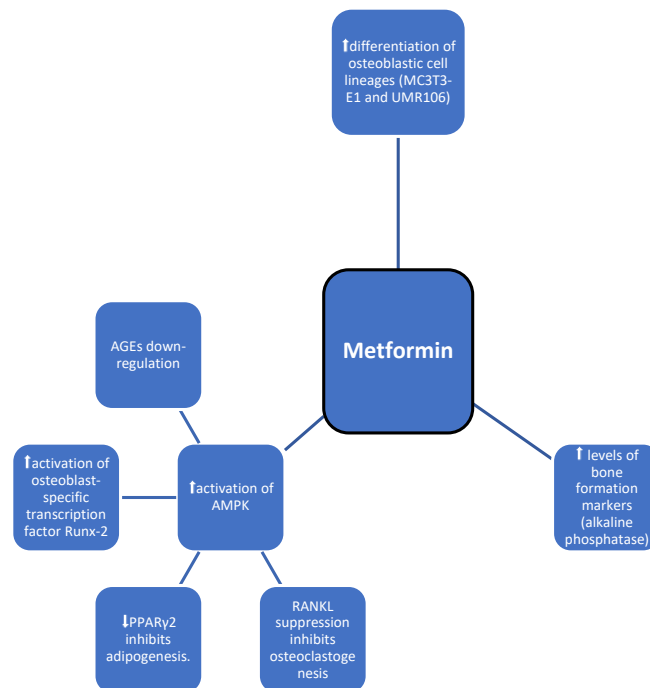 ⬆differentiation of
osteoblastic cell
lineages (MC3T3-
E1 and UMR106)
Metformin
AGEs down-
regulation
⬆activation of
osteoblast-
specific
transcription
factor Runx-2
⬆activation of
AMPK
⬆ levels of
bone
formation
markers
(alkaline
phosphatase)
⬇PPARγ2
inhibits
adipogenesis.
RANKL
suppression
inhibits
osteoclastoge
nesis